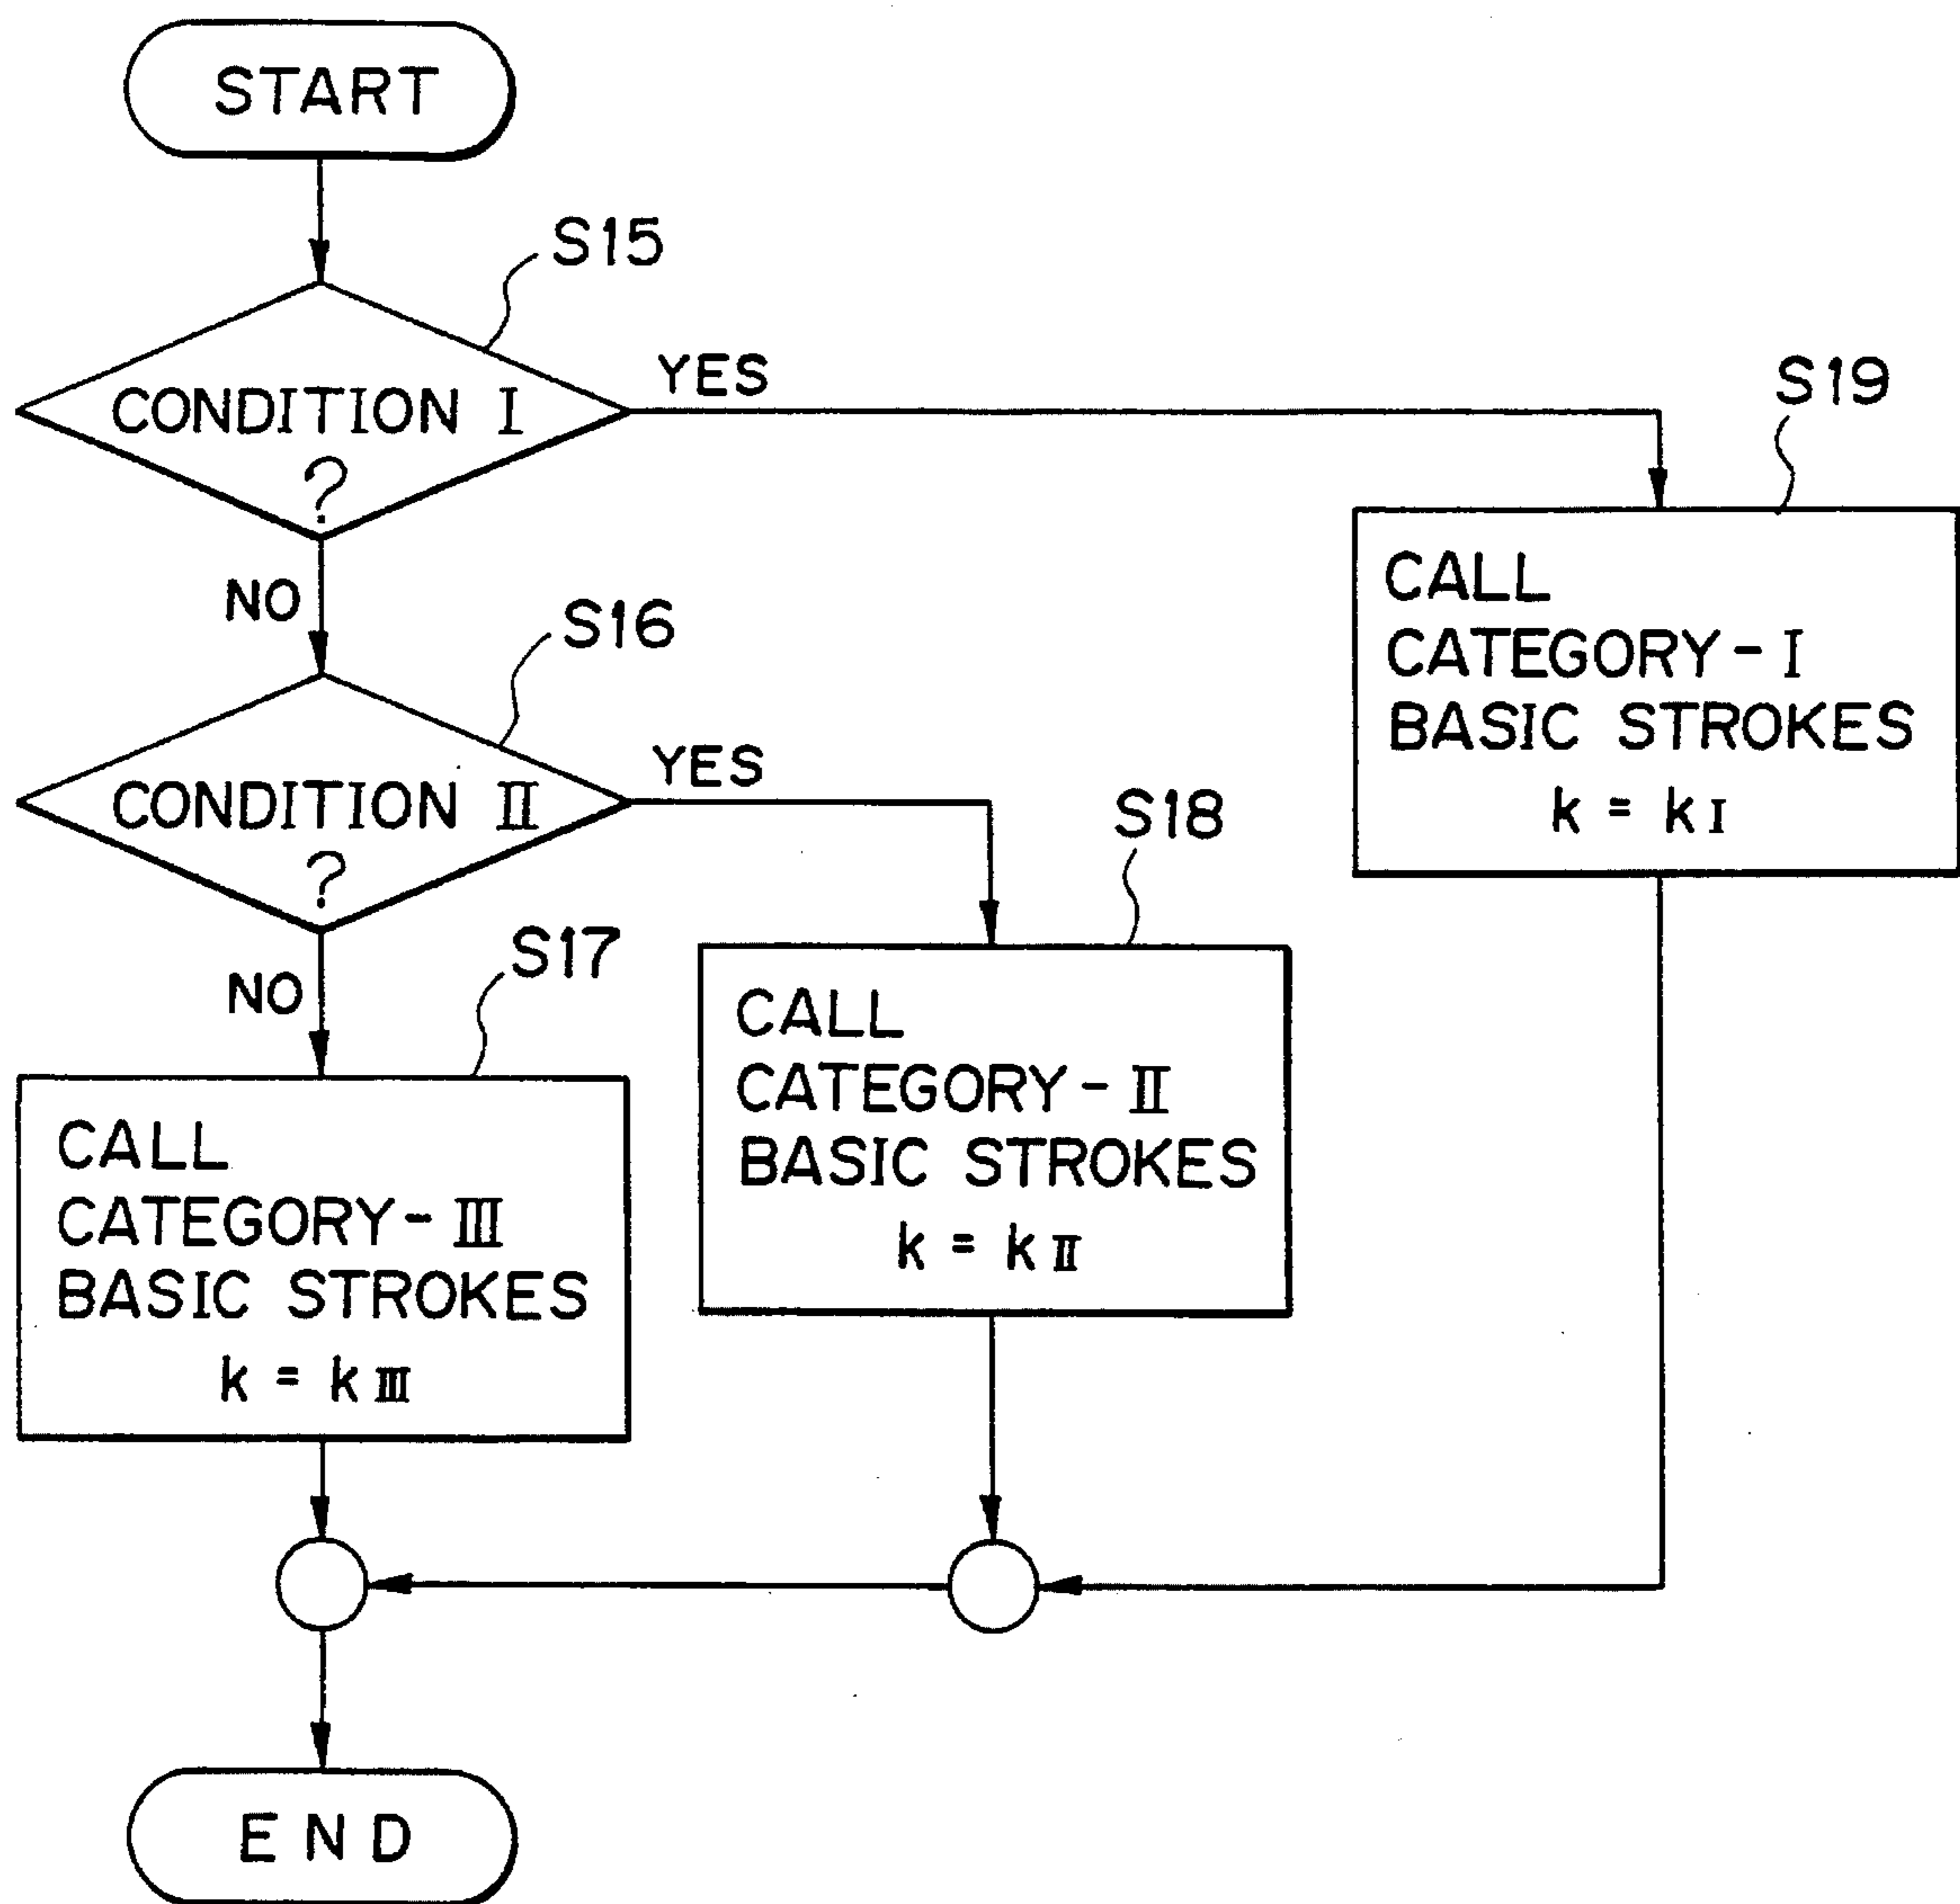 START
S15
CONDITION I
?
YES
NO
S19
CALL
CATEGORY-I
BASIC STROKES
k = kI
S16
CONDITION II
?
YES
NO
S18
CALL
CATEGORY-II
BASIC STROKES
k = kII
S17
CALL
CATEGORY-III
BASIC STROKES
k = kIII
END